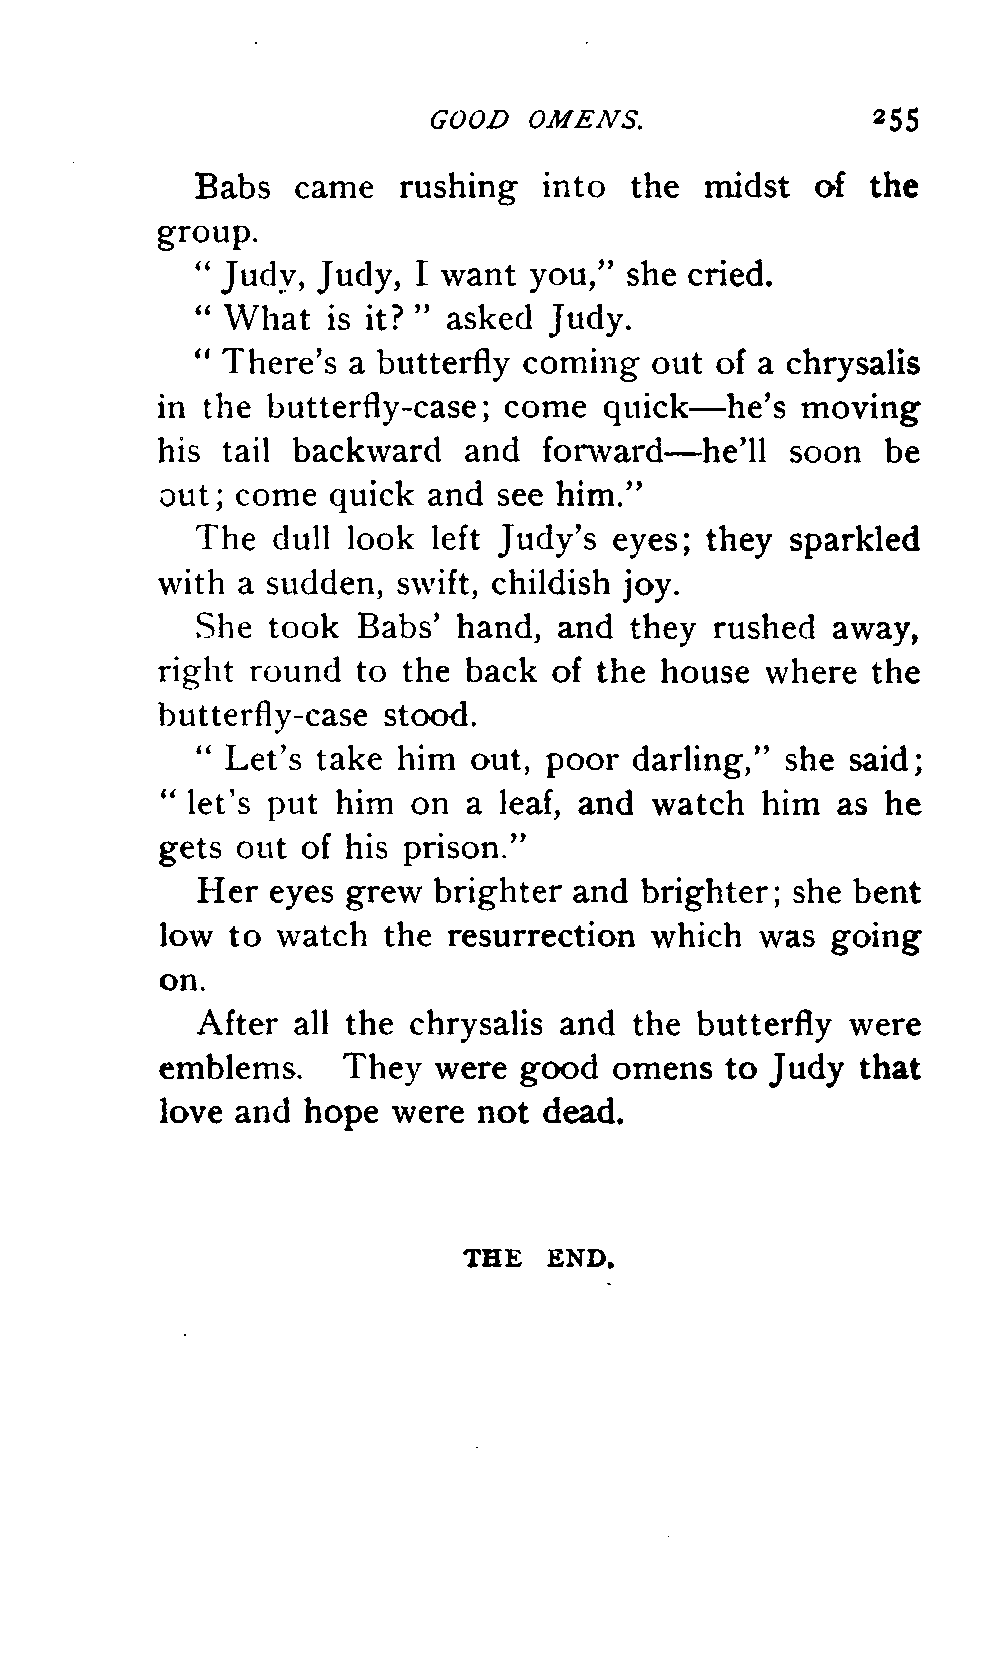 GOOD OMENS. 255
Babs came rushing into the midst of the
group.
" Judy, Judy, I want you," she cried.
" What is it? " asked Judy.
" There's a butterfly coming out of a chrysalis
in the butterfly-case; come quick—he's moving
his tail backward and forward—he'll soon be
out; come quick and see him."
The dull look left Judy's eyes; they sparkled
with a sudden, swift, childish joy.
She took Babs' hand, and they rushed away,
right round to the back of the house where the
butterfly-case stood.
" Let's take him out, poor darling," she said;
" let's put him on a leaf, and watch him as he
gets out of his prison."
Her eyes grew brighter and brighter; she bent
low to watch the resurrection which was going
on.
After all the chrysalis and the butterfly were
emblems. They were good omens to Judy that
love and hope were not dead.
THE END.